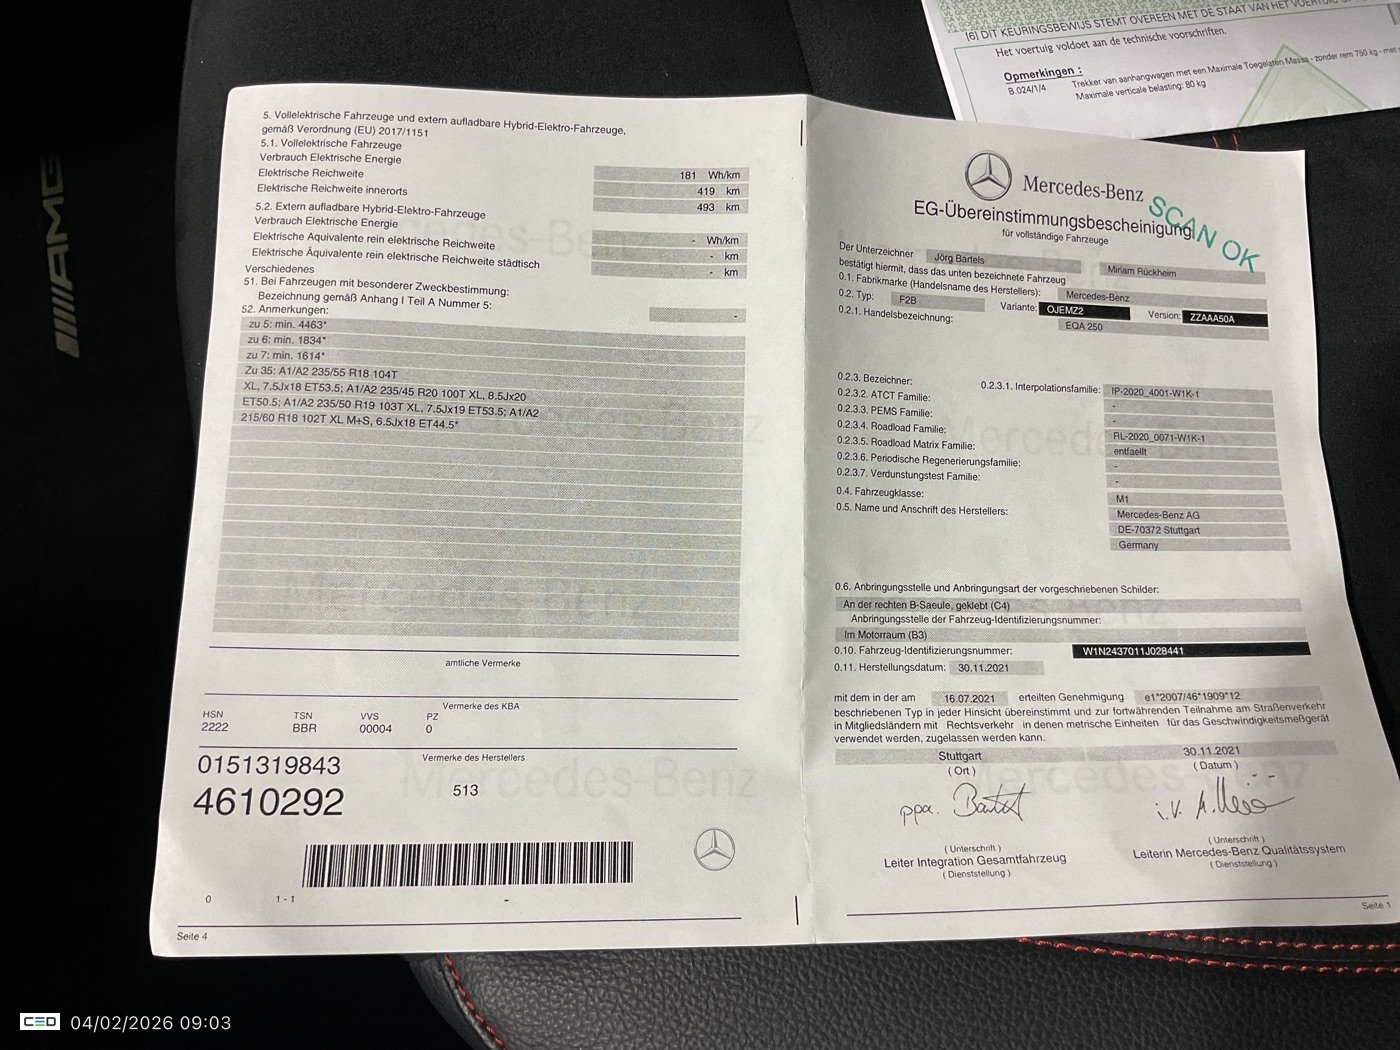 AMG
[6] DIT KEURINGSBEWIJS STEMT OVEREEN MET DE STAAT VAN HET
Het voertuig voldoet aan de technische voorschriften.
Opmerkingen :
B.024/1/4 Trekker van aanhangwagen met een Maximale Toegelaten Massa - zonder rem 750 kg - met
Maximale verticale belasting: 80 kg
5. Vollelektrische Fahrzeuge und extern aufladbare Hybrid-Elektro-Fahrzeuge,
gemäß Verordnung (EU) 2017/1151
5.1. Vollelektrische Fahrzeuge
Verbrauch Elektrische Energie 181 Wh/km
Elektrische Reichweite 419 km
Elektrische Reichweite innerorts 493 km
5.2. Extern aufladbare Hybrid-Elektro-Fahrzeuge
Verbrauch Elektrische Energie - Wh/km
Elektrische Äquivalente rein elektrische Reichweite - km
Elektrische Äquivalente rein elektrische Reichweite städtisch - km
Verschiedenes
51. Bei Fahrzeugen mit besonderer Zweckbestimmung:
Bezeichnung gemäß Anhang I Teil A Nummer 5: -
52. Anmerkungen:
zu 5: min. 4463*
zu 6: min. 1834*
zu 7: min. 1614*
Zu 35: A1/A2 235/55 R18 104T
XL, 7.5Jx18 ET53.5; A1/A2 235/45 R20 100T XL, 8.5Jx20
ET50.5; A1/A2 235/50 R19 103T XL, 7.5Jx19 ET53.5; A1/A2
215/60 R18 102T XL M+S, 6.5Jx18 ET44.5*
amtliche Vermerke
Vermerke des KBA
HSN TSN VVS PZ
2222 BBR 00004 0
Vermerke des Herstellers
0151319843
4610292 513
0 1 - 1 -
Seite 4
Mercedes-Benz
SCAN OK
EG-Übereinstimmungsbescheinigung
für vollständige Fahrzeuge
Der Unterzeichner Jörg Bartels Miriam Rückheim
bestätigt hiermit, dass das unten bezeichnete Fahrzeug
0.1. Fabrikmarke (Handelsname des Herstellers): Mercedes-Benz
0.2. Typ: F2B Variante: OJEMZ2 Version: ZZAAA50A
0.2.1. Handelsbezeichnung: EQA 250
0.2.3. Bezeichner: 0.2.3.1. Interpolationsfamilie: IP-2020_4001-W1K-1
0.2.3.2. ATCT Familie: -
0.2.3.3. PEMS Familie: -
0.2.3.4. Roadload Familie: RL-2020_0071-W1K-1
0.2.3.5. Roadload Matrix Familie: entfaellt
0.2.3.6. Periodische Regenerierungsfamilie: -
0.2.3.7. Verdunstungstest Familie: -
0.4. Fahrzeugklasse: M1
0.5. Name und Anschrift des Herstellers: Mercedes-Benz AG
DE-70372 Stuttgart
Germany
0.6. Anbringungsstelle und Anbringungsart der vorgeschriebenen Schilder:
An der rechten B-Saeule, geklebt (C4)
Anbringungsstelle der Fahrzeug-Identifizierungsnummer:
Im Motorraum (B3)
0.10. Fahrzeug-Identifizierungsnummer: W1N2437011J028441
0.11. Herstellungsdatum: 30.11.2021
mit dem in der am 16.07.2021 erteilten Genehmigung e1*2007/46*1909*12
beschriebenen Typ in jeder Hinsicht übereinstimmt und zur fortwährenden Teilnahme am Straßenverkehr
in Mitgliedsländern mit Rechtsverkehr in denen metrische Einheiten für das Geschwindigkeitsmeßgerät
verwendet werden, zugelassen werden kann.
Stuttgart 30.11.2021
( Ort ) ( Datum )
ppa. i.V.
( Unterschrift ) ( Unterschrift )
Leiter Integration Gesamtfahrzeug Leiterin Mercedes-Benz Qualitätssystem
( Dienststellung ) ( Dienststellung )
Seite 1
CED 04/02/2026 09:03